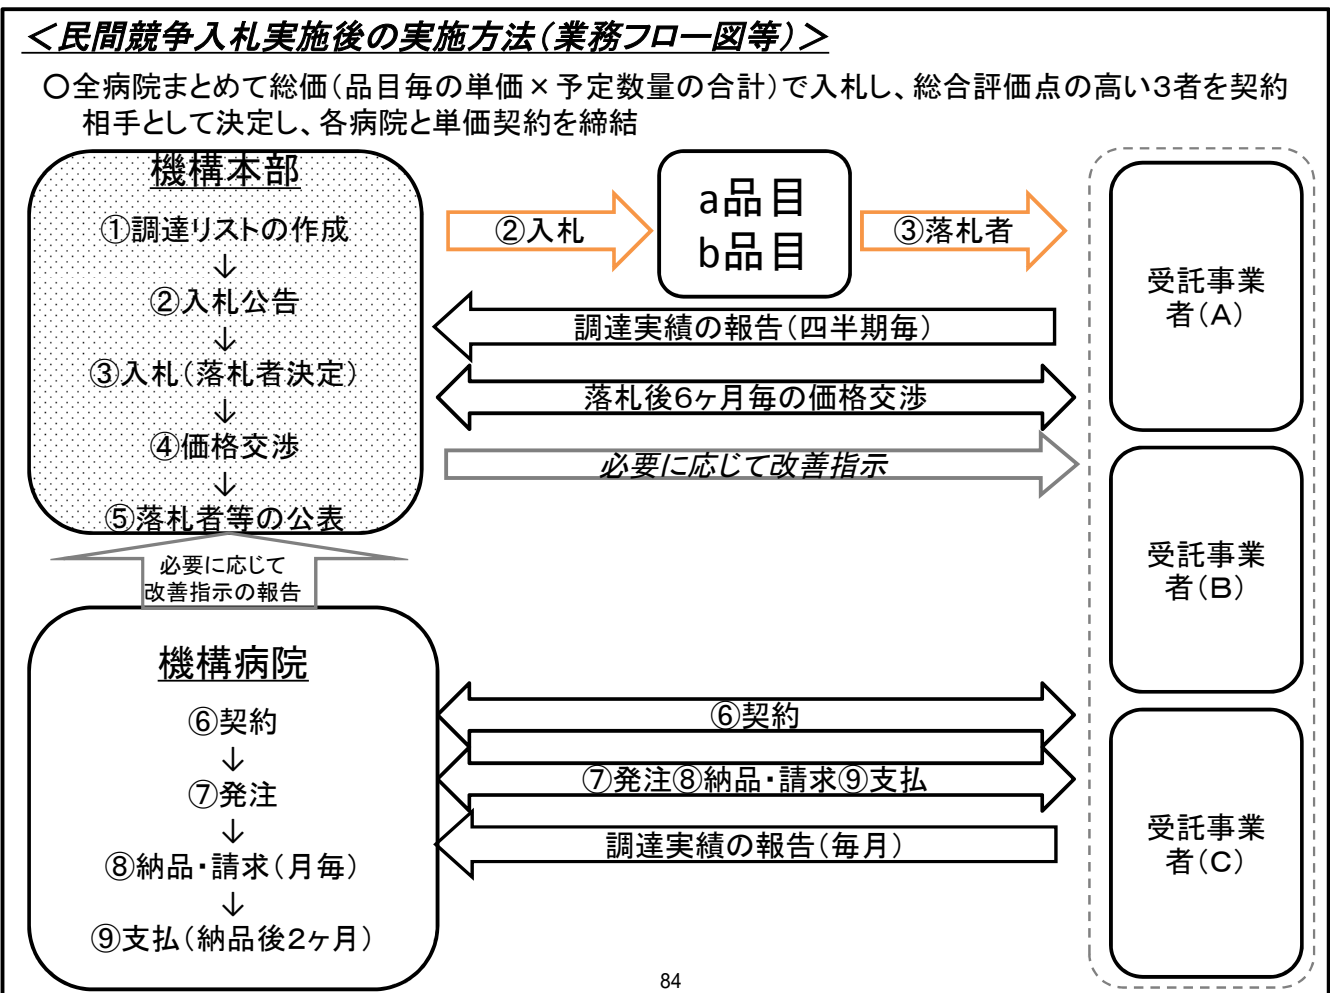 ＜民間競争入札実施後の実施方法（業務フロー図等）＞
○全病院まとめて総価（品目毎の単価×予定数量の合計）で入札し、総合評価点の高い３者を契約
相手として決定し、各病院と単価契約を締結
機構本部
①調達リストの作成
↓
②入札公告
↓
③入札（落札者決定）
↓
④価格交渉
↓
⑤落札者等の公表
②入札
a品目
b品目
③落札者
調達実績の報告（四半期毎）
落札後６ヶ月毎の価格交渉
必要に応じて改善指示
受託事業
者（Ａ）
受託事業
者（Ｂ）
受託事業
者（Ｃ）
必要に応じて
改善指示の報告
機構病院
⑥契約
↓
⑦発注
↓
⑧納品・請求（月毎）
↓
⑨支払（納品後２ヶ月）
⑥契約
⑦発注⑧納品・請求⑨支払
調達実績の報告（毎月）
84